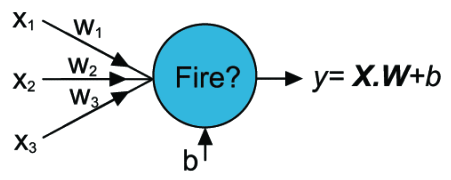 x₁
w₁
x₂
w₂
w₃
x₃
Fire?
y= X.W+b
b